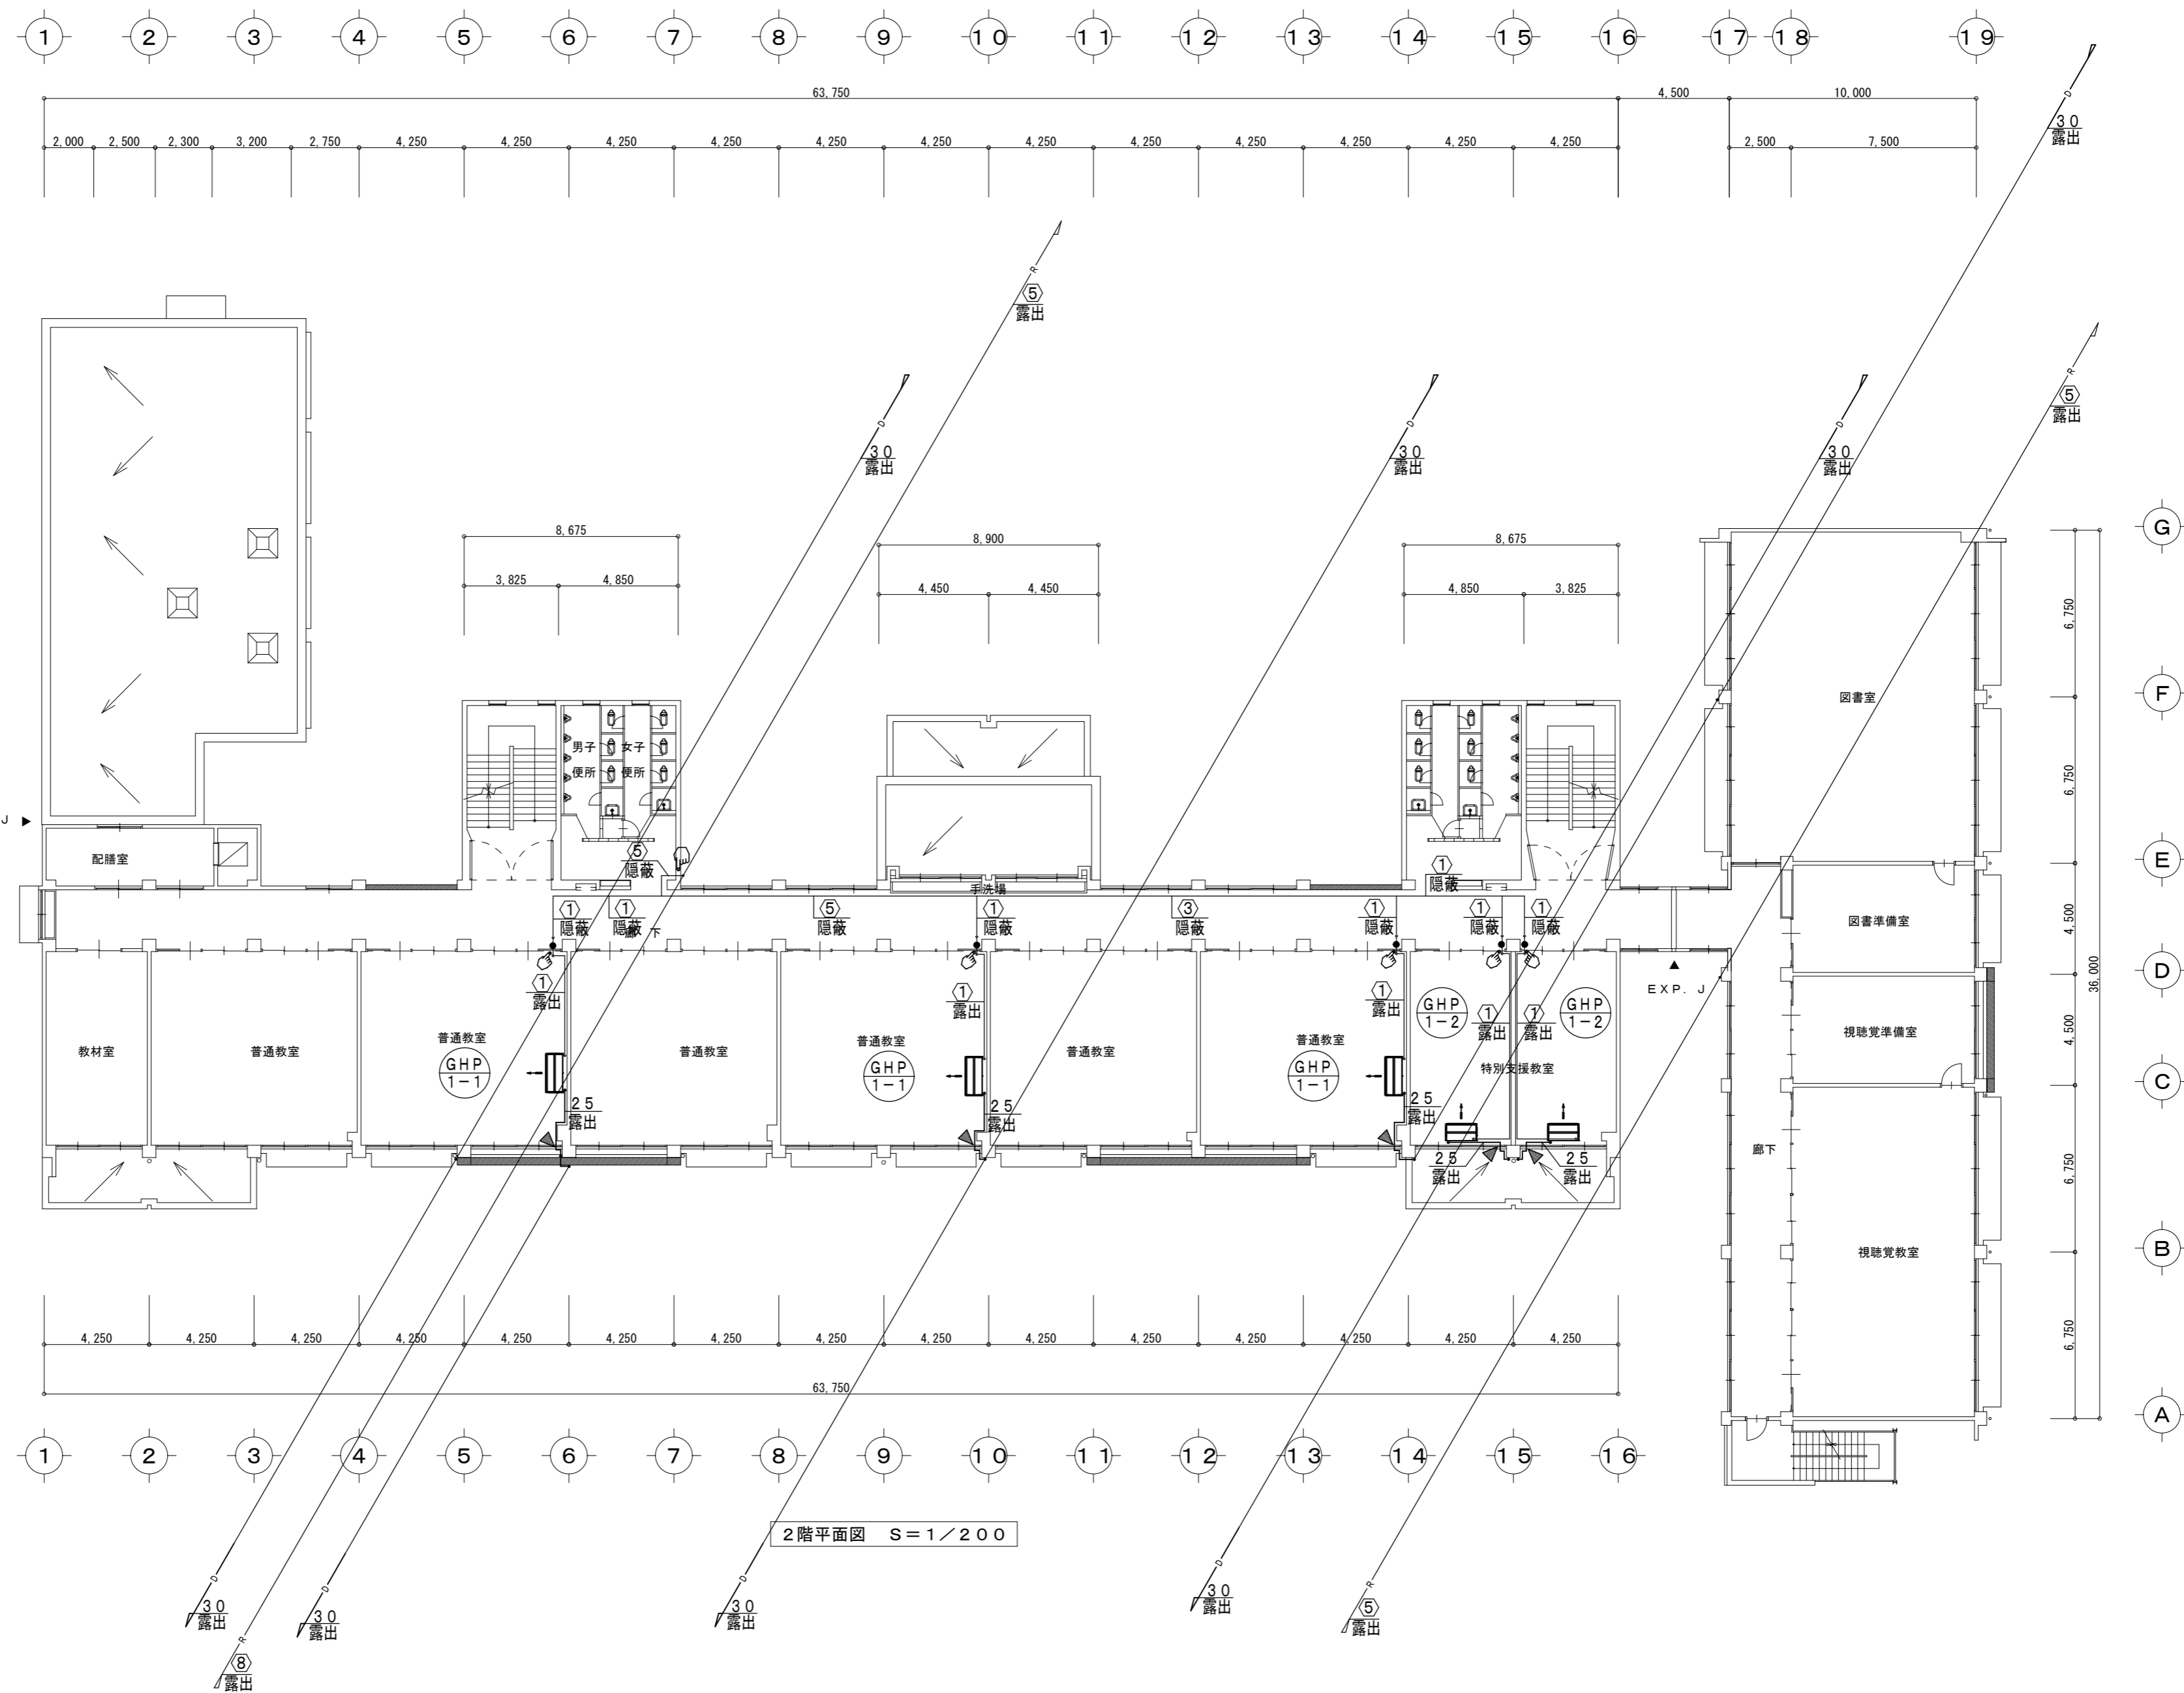 1 2 3 4 5 6 7 8 9 10 11 12 13 14 15 16 17 18 19
63,750 4,500 10,000
2,000 2,500 2,300 3,200 2,750 4,250 4,250 4,250 4,250 4,250 4,250 4,250 4,250 4,250 4,250 4,250 4,250 2,500 7,500
D
30
露出
R
5
露出
R
5
露出
D
30
露出
D
30
露出
D
30
露出
8,675 8,900 8,675
3,825 4,850 4,450 4,450 4,850 3,825
G
F
E
D
C
B
A
6,750
6,750
4,500
4,500
6,750
6,750
36,000
図書室
男子 女子
便所 便所
J
配膳室
5
隠蔽
手洗場
1
隠蔽
1
隠蔽
1
隠蔽
5
隠蔽
1
隠蔽
3
隠蔽
1
隠蔽
1
隠蔽
1
隠蔽
下
図書準備室
EXP. J
1
露出
1
露出
1
露出
1
露出
1
露出
GHP
1-2
GHP
1-2
教材室
普通教室
普通教室
GHP
1-1
普通教室
普通教室
GHP
1-1
普通教室
普通教室
GHP
1-1
特別支援教室
視聴覚準備室
25
露出
25
露出
25
露出
25
露出
25
露出
廊下
視聴覚教室
4,250 4,250 4,250 4,250 4,250 4,250 4,250 4,250 4,250 4,250 4,250 4,250 4,250 4,250 4,250
63,750
1 2 3 4 5 6 7 8 9 10 11 12 13 14 15 16
2階平面図 S=1/200
D
30
露出
R
8
露出
D
30
露出
D
30
露出
D
30
露出
R
5
露出